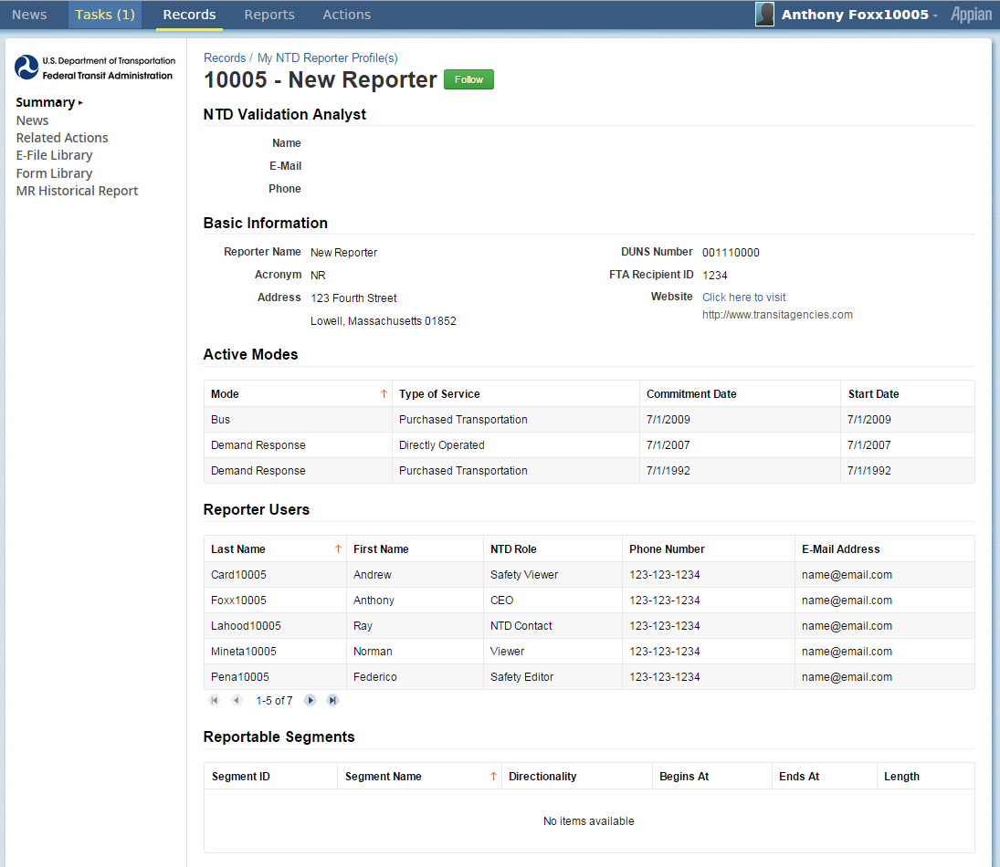 News Tasks (1) Records Reports Actions Anthony Foxx10005 Appian
U.S. Department of Transportation
Federal Transit Administration
Summary
News
Related Actions
E-File Library
Form Library
MR Historical Report
Records / My NTD Reporter Profile(s)
10005 - New Reporter Follow
NTD Validation Analyst
Name
E-Mail
Phone
Basic Information
Reporter Name New Reporter DUNS Number 001110000
Acronym NR FTA Recipient ID 1234
Address 123 Fourth Street Website Click here to visit
http://www.transitagencies.com
Lowell, Massachusetts 01852
Active Modes
Mode ↑ Type of Service Commitment Date Start Date
Bus Purchased Transportation 7/1/2009 7/1/2009
Demand Response Directly Operated 7/1/2007 7/1/2007
Demand Response Purchased Transportation 7/1/1992 7/1/1992
Reporter Users
Last Name ↑ First Name NTD Role Phone Number E-Mail Address
Card10005 Andrew Safety Viewer 123-123-1234 name@email.com
Foxx10005 Anthony CEO 123-123-1234 name@email.com
Lahood10005 Ray NTD Contact 123-123-1234 name@email.com
Mineta10005 Norman Viewer 123-123-1234 name@email.com
Pena10005 Federico Safety Editor 123-123-1234 name@email.com
1-5 of 7
Reportable Segments
Segment ID Segment Name ↑ Directionality Begins At Ends At Length
No items available